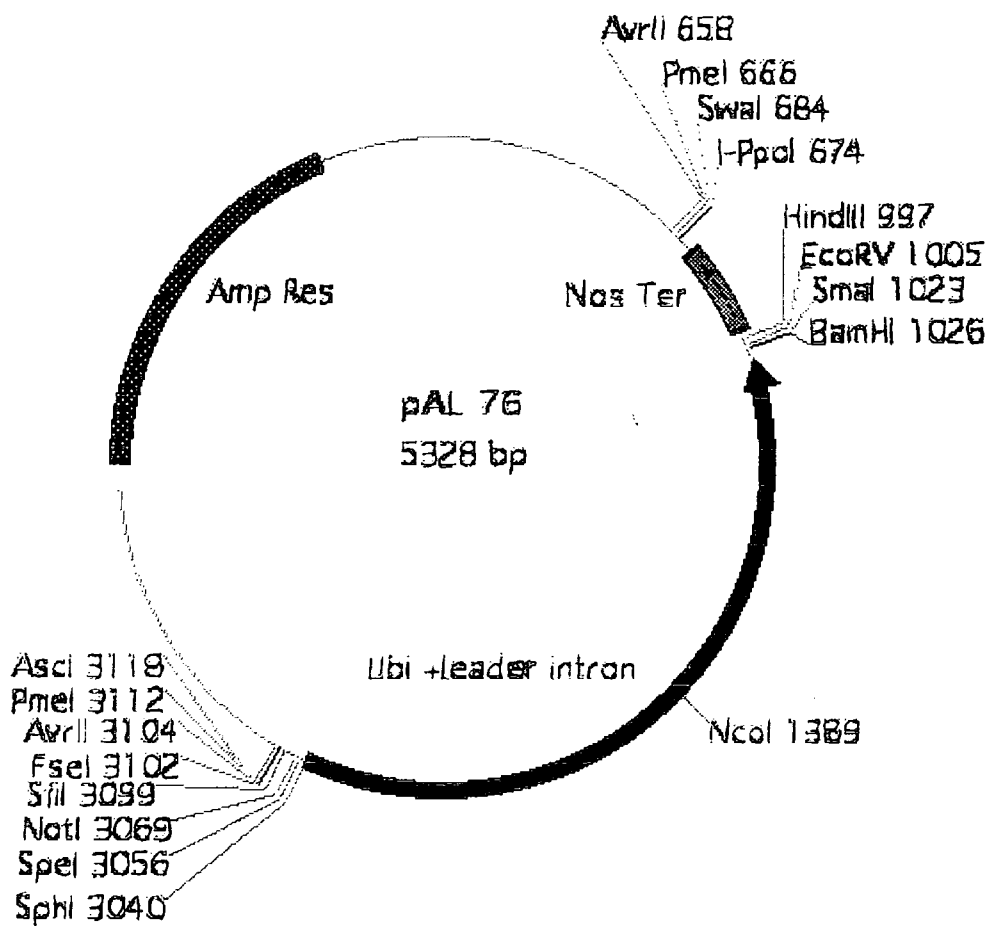 AvrII 658
PmeI 666
SwaI 684
I-PpoI 674
HindIII 997
EcoRV 1005
SmaI 1023
BamHI 1026
Amp Res
Nos Ter
pAL 76
5328 bp
Ubi +leader intron
NcoI 1389
AscI 3118
PmeI 3112
AvrII 3104
FseI 3102
SfiI 3099
NotI 3069
SpeI 3056
SphI 3040